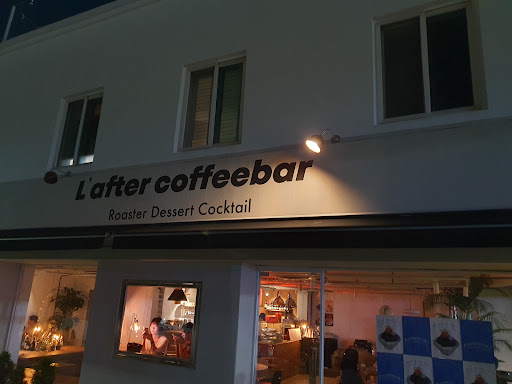 L'after coffeebar
Roaster Dessert Cocktail